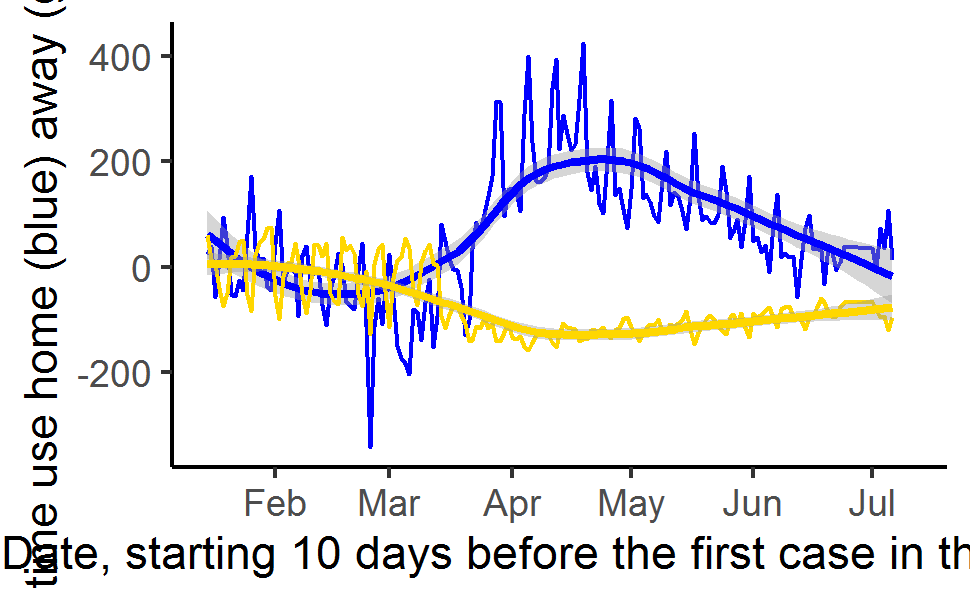 time use home (blue) away (
400
200
0
-200
Feb Mar Apr May Jun Jul
Date, starting 10 days before the first case in th